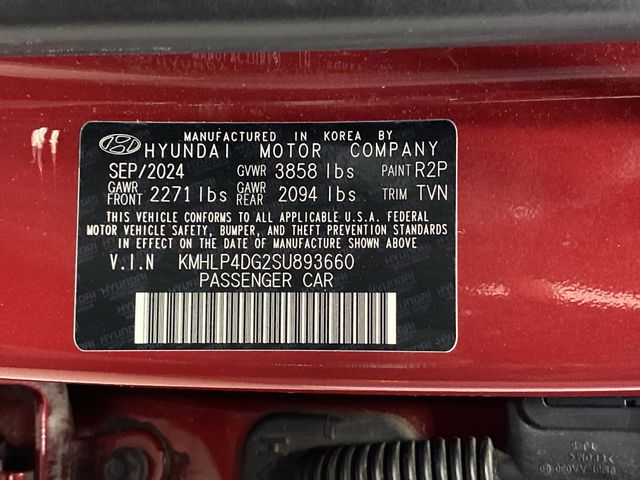 MANUFACTURED IN KOREA BY
HYUNDAI MOTOR COMPANY
SEP/2024 GVWR 3858 lbs PAINT R2P
GAWR FRONT 2271 lbs GAWR REAR 2094 lbs TRIM TVN
THIS VEHICLE CONFORMS TO ALL APPLICABLE U.S.A. FEDERAL
MOTOR VEHICLE SAFETY, BUMPER, AND THEFT PREVENTION STANDARDS
IN EFFECT ON THE DATE OF MANUFACTURE SHOWN ABOVE
V.I.N KMHLP4DG2SU893660
PASSENGER CAR